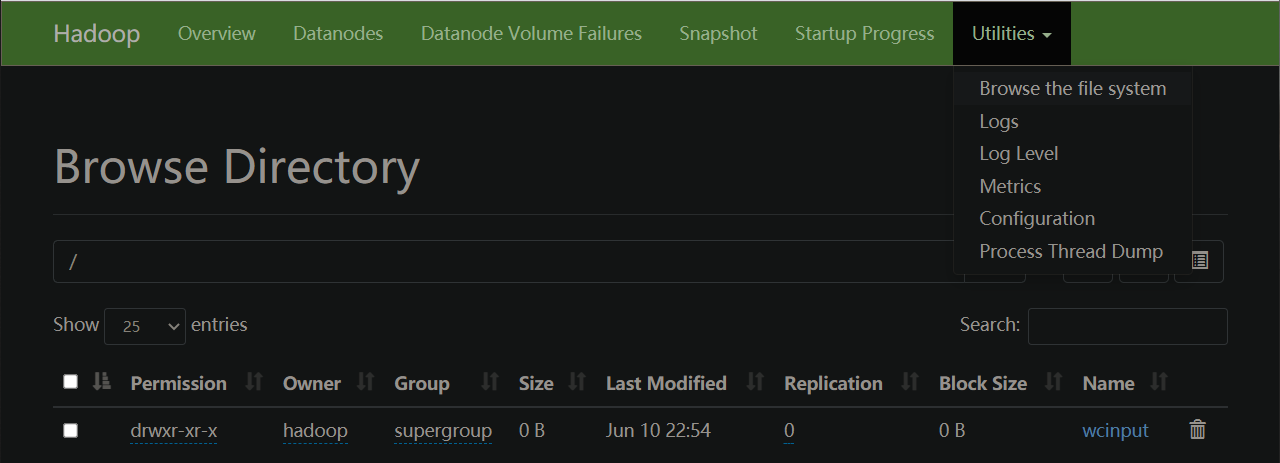 Hadoop Overview Datanodes Datanode Volume Failures Snapshot Startup Progress Utilities
Browse the file system
Logs
Log Level
Metrics
Configuration
Process Thread Dump
Browse Directory
/
Show 25 entries Search:
Permission Owner Group Size Last Modified Replication Block Size Name
drwxr-xr-x hadoop supergroup 0 B Jun 10 22:54 0 0 B wcinput